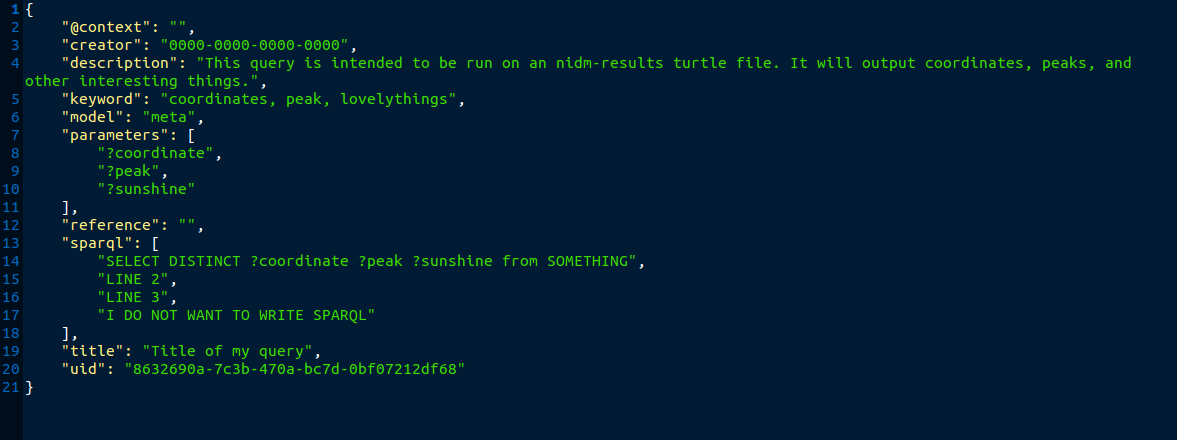 1 {
2     "@context": "",
3     "creator": "0000-0000-0000-0000",
4     "description": "This query is intended to be run on an nidm-results turtle file. It will output coordinates, peaks, and
other interesting things.",
5     "keyword": "coordinates, peak, lovelythings",
6     "model": "meta",
7     "parameters": [
8         "?coordinate",
9         "?peak",
10         "?sunshine"
11     ],
12     "reference": "",
13     "sparql": [
14         "SELECT DISTINCT ?coordinate ?peak ?sunshine from SOMETHING",
15         "LINE 2",
16         "LINE 3",
17         "I DO NOT WANT TO WRITE SPARQL"
18     ],
19     "title": "Title of my query",
20     "uid": "8632690a-7c3b-470a-bc7d-0bf07212df68"
21 }